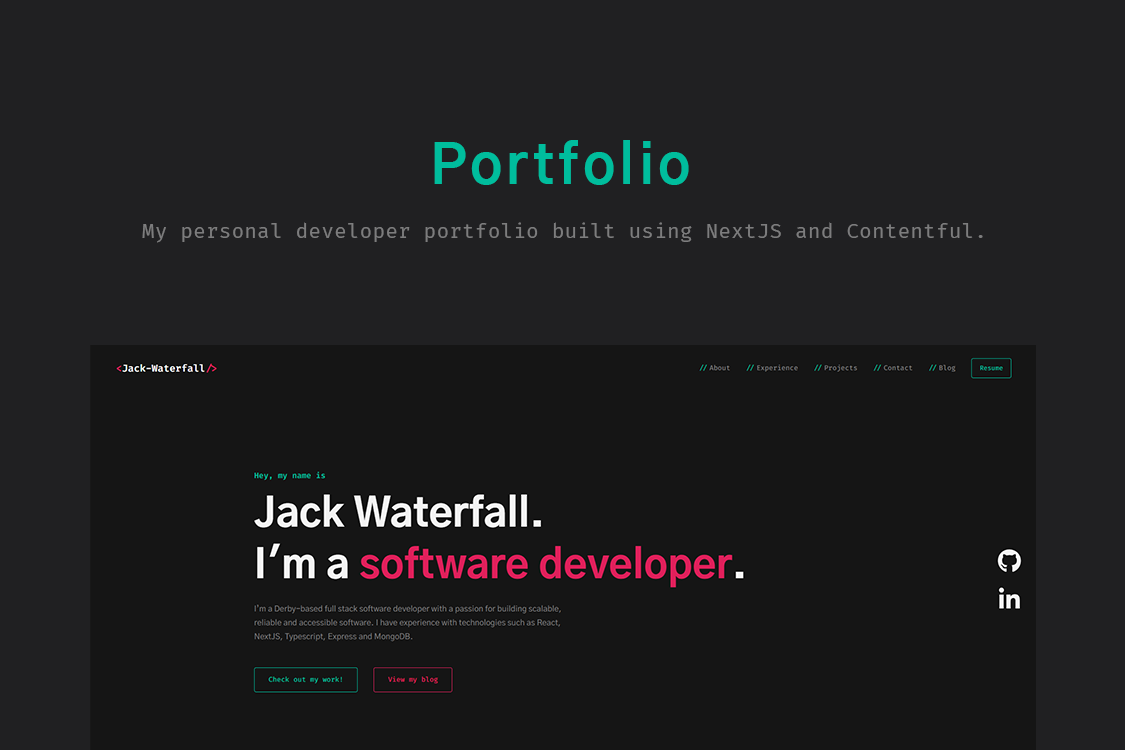 Portfolio
My personal developer portfolio built using NextJS and Contentful.
<Jack-Waterfall/>
// About // Experience // Projects // Contact // Blog Resume
Hey, my name is
Jack Waterfall.
I'm a software developer.
I'm a Derby-based full stack software developer with a passion for building scalable,
reliable and accessible software. I have experience with technologies such as React,
NextJS, Typescript, Express and MongoDB.
Check out my work! View my blog
in